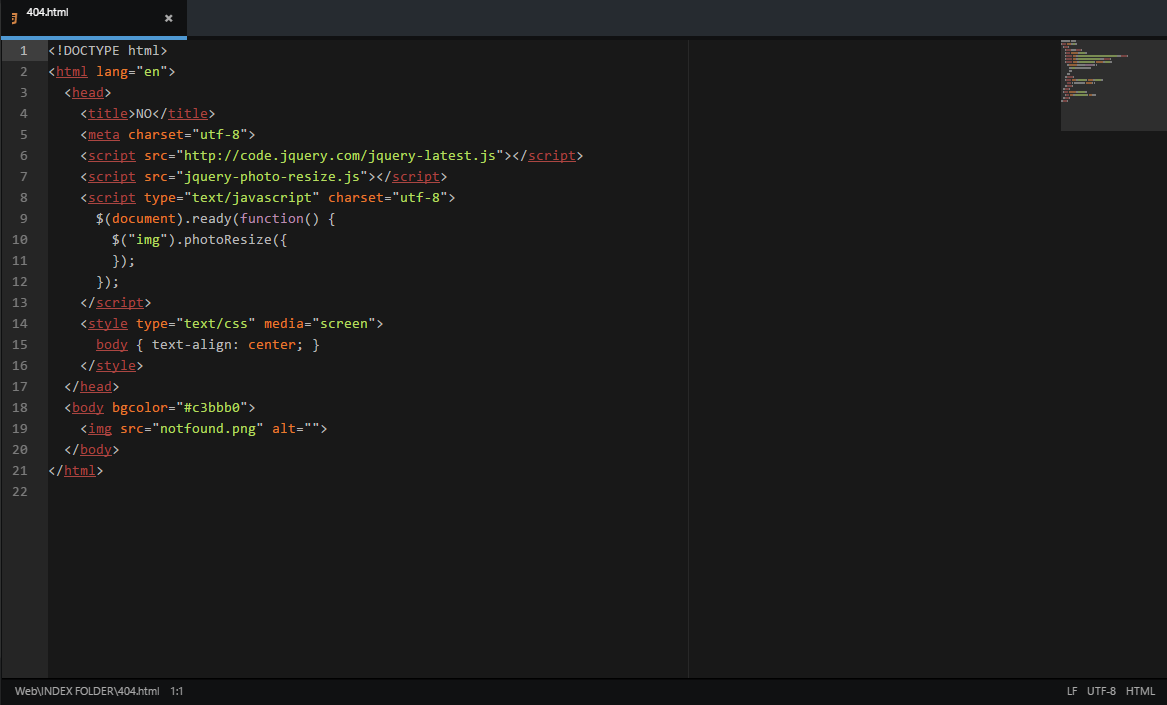 404.html ×
1 <!DOCTYPE html>
2 <html lang="en">
3   <head>
4     <title>NO</title>
5     <meta charset="utf-8">
6     <script src="http://code.jquery.com/jquery-latest.js"></script>
7     <script src="jquery-photo-resize.js"></script>
8     <script type="text/javascript" charset="utf-8">
9       $(document).ready(function() {
10         $("img").photoResize({
11         });
12       });
13     </script>
14     <style type="text/css" media="screen">
15       body { text-align: center; }
16     </style>
17   </head>
18   <body bgcolor="#c3bbb0">
19     <img src="notfound.png" alt="">
20   </body>
21 </html>
22
Web\INDEX FOLDER\404.html 1:1 LF UTF-8 HTML